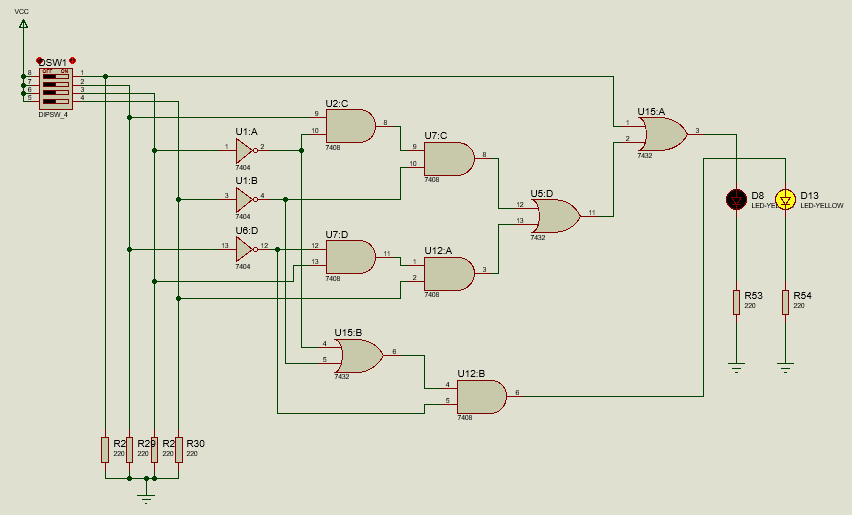 VCC
DSW1
OFF ON
8 1
7 2
6 3
5 4
DIPSW_4
U1:A
1 2
7404
U1:B
3 4
7404
U6:D
13 12
7404
U2:C
9
10
8
7408
U7:C
9
10
8
7408
U7:D
12
13
11
7408
U12:A
1
2
3
7408
U5:D
12
13
11
7432
U15:A
1
2
3
7432
U15:B
4
5
6
7432
U12:B
4
5
6
7408
D8
LED-YE
D13
LED-YELLOW
R53
220
R54
220
R2
220
R29
220
R2
220
R30
220